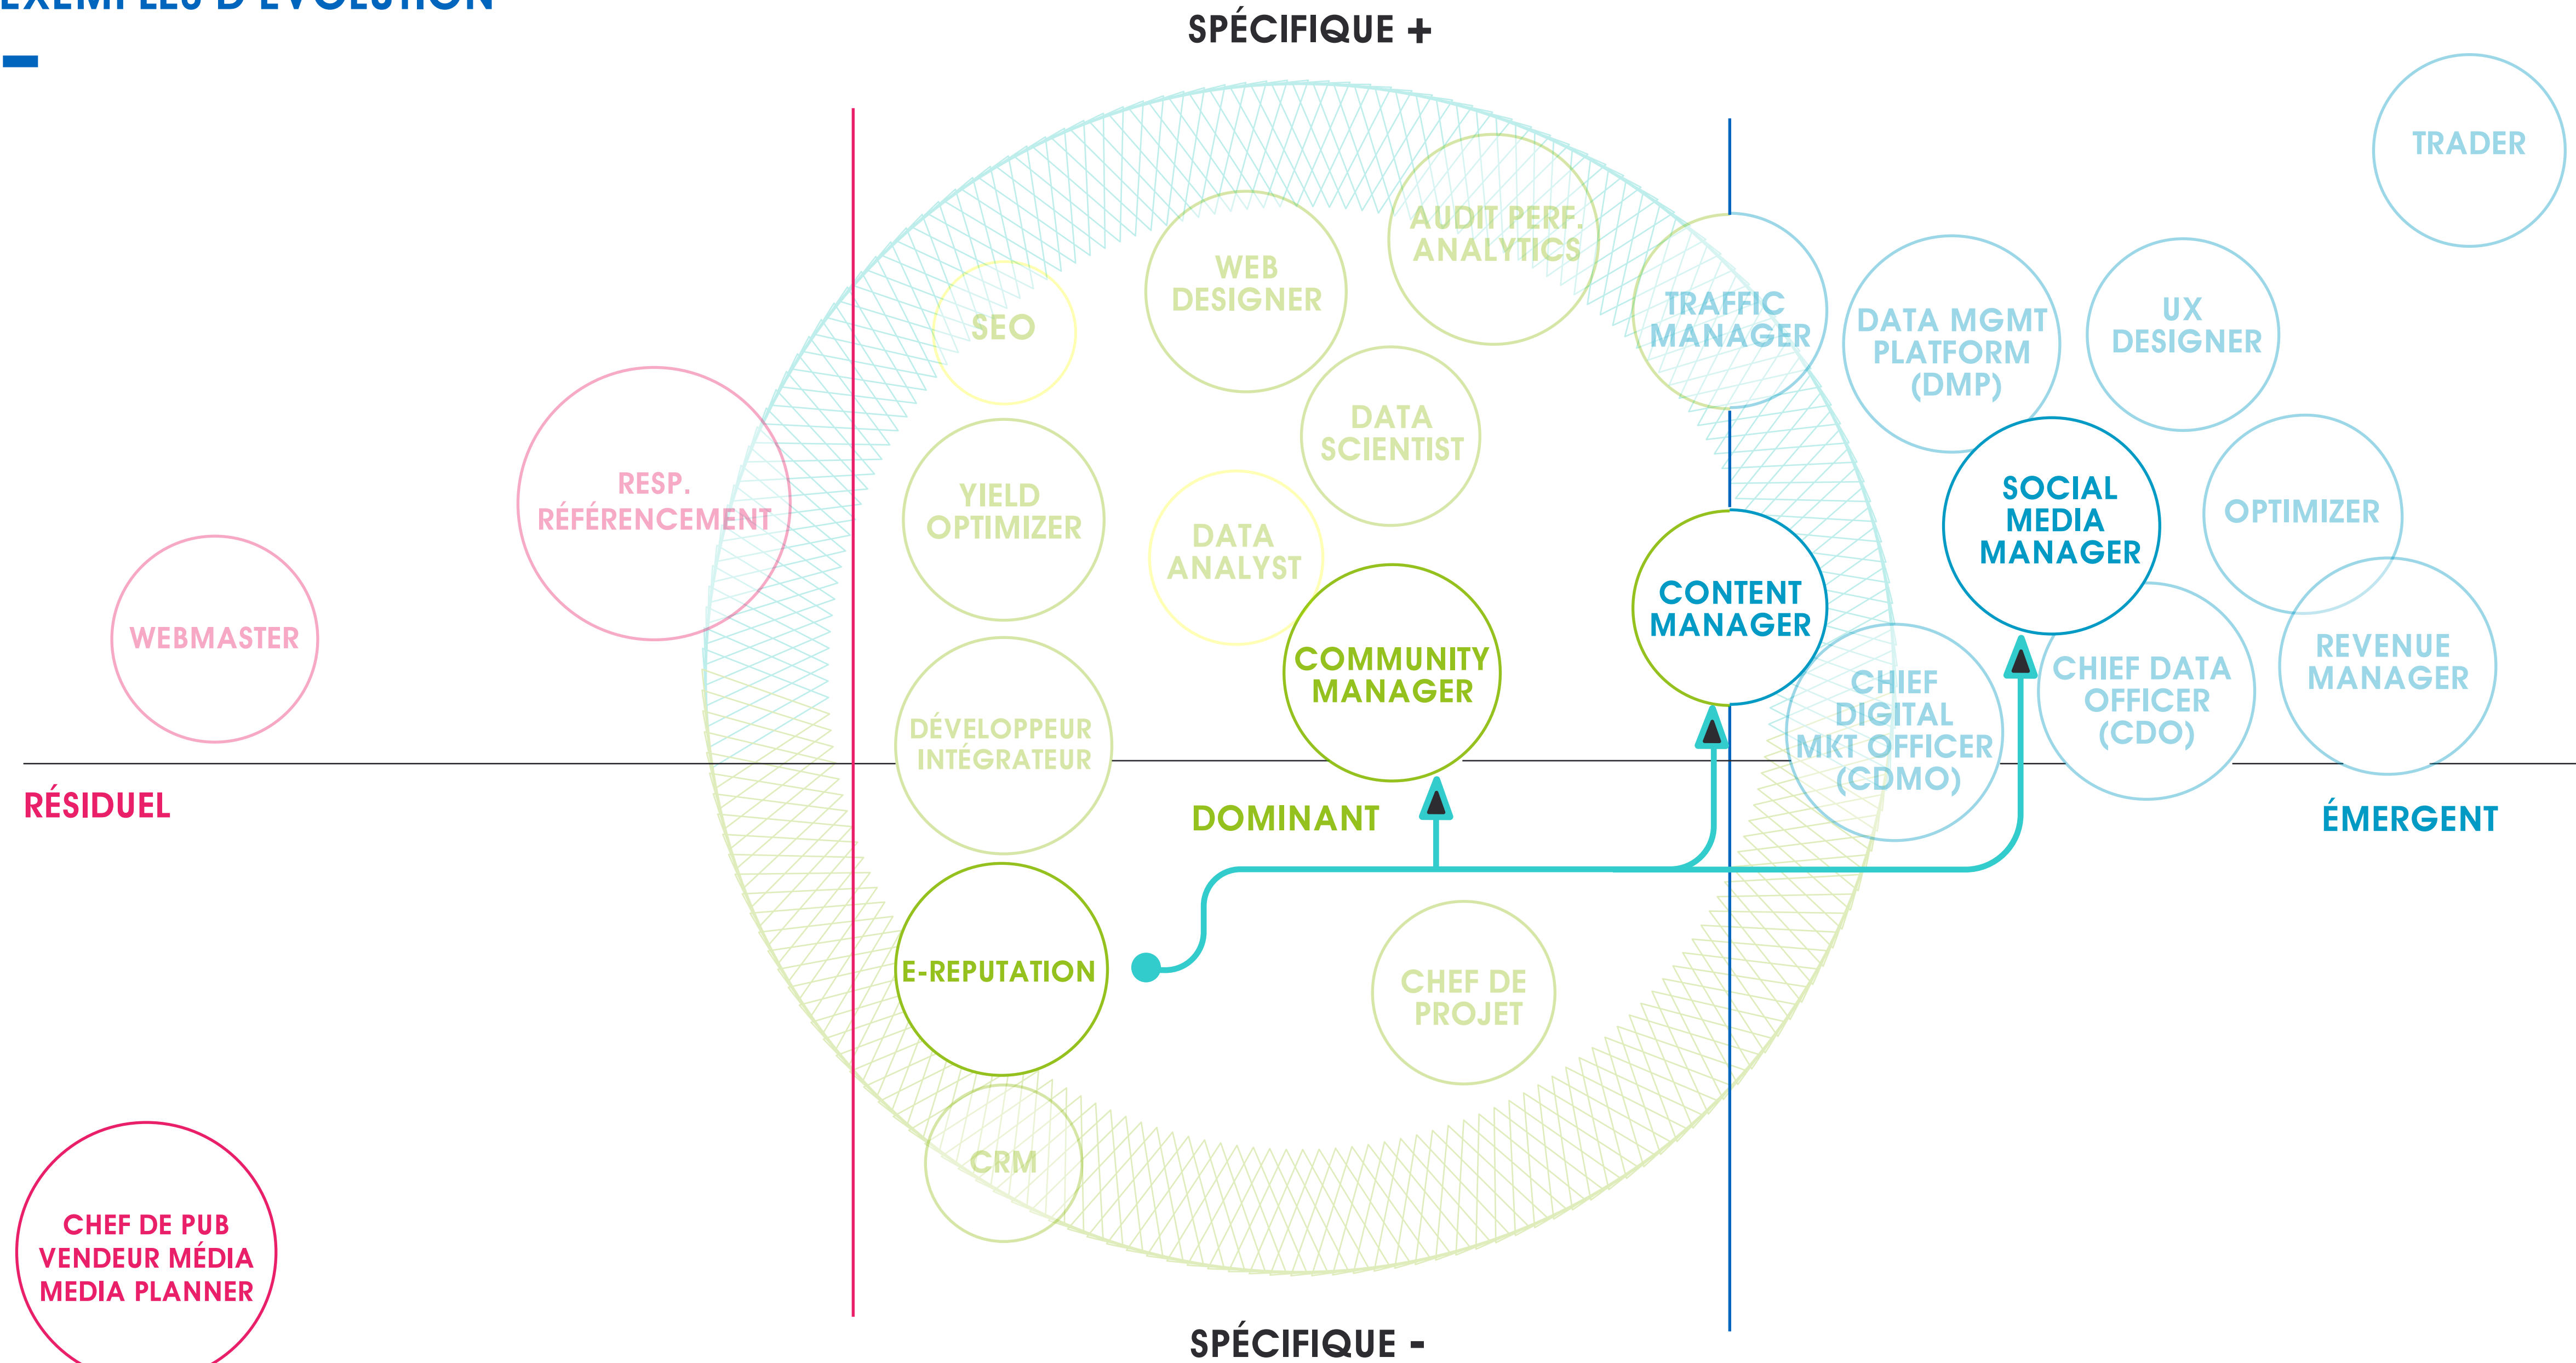 EXEMPLES D'ÉVOLUTION
SPÉCIFIQUE +
TRADER
AUDIT PERF.
ANALYTICS
WEB
DESIGNER
SEO
TRAFFIC
MANAGER
DATA MGMT
PLATFORM
(DMP)
UX
DESIGNER
DATA
SCIENTIST
RESP.
RÉFÉRENCEMENT
YIELD
OPTIMIZER
DATA
ANALYST
SOCIAL
MEDIA
MANAGER
OPTIMIZER
WEBMASTER
COMMUNITY
MANAGER
CONTENT
MANAGER
CHIEF
DIGITAL
MKT OFFICER
(CDMO)
CHIEF DATA
OFFICER
(CDO)
REVENUE
MANAGER
DÉVELOPPEUR
INTÉGRATEUR
RÉSIDUEL
DOMINANT
ÉMERGENT
E-REPUTATION
CHEF DE
PROJET
CRM
CHEF DE PUB
VENDEUR MÉDIA
MEDIA PLANNER
SPÉCIFIQUE -